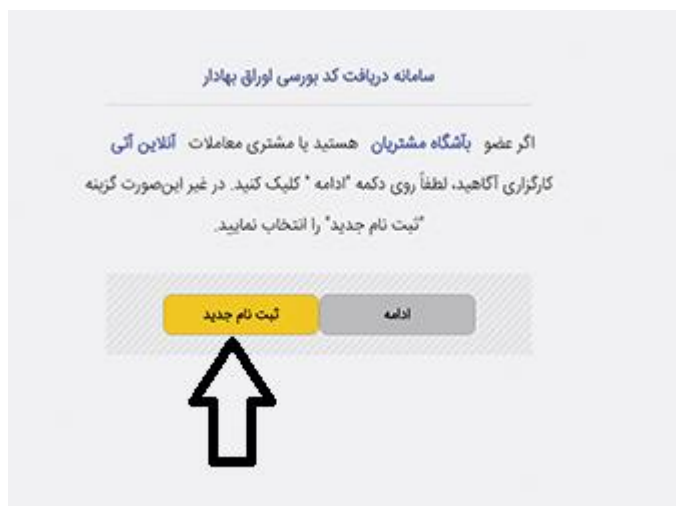 سامانه دریافت کد بورسی اوراق بهادار
اگر عضو باشگاه مشتریان هستید یا مشتری معاملات آنلاین آتی
کارگزاری آگاهید، لطفاً روی دکمه "ادامه " کلیک کنید. در غیر این‌صورت گزینه
"ثبت نام جدید" را انتخاب نمایید.
ادامه
ثبت نام جدید